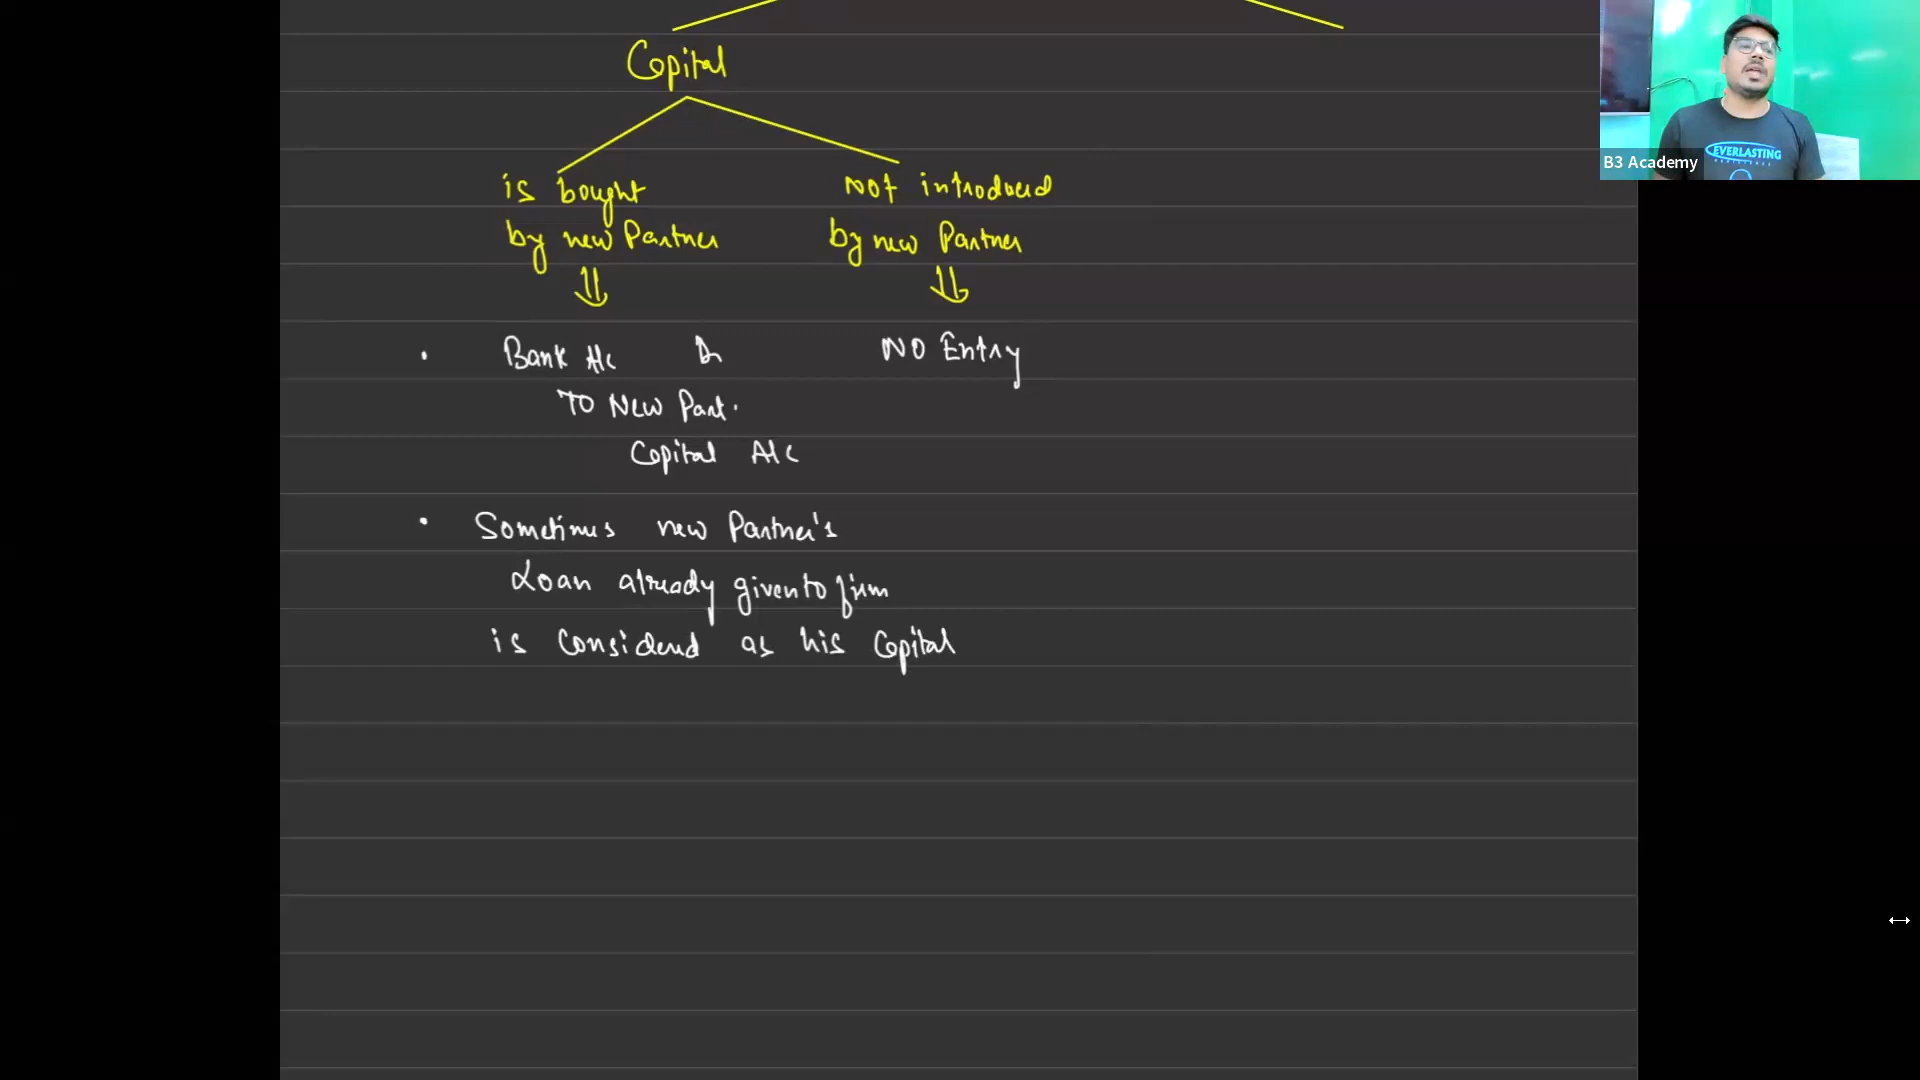 Capital
is bought
by new Partner
Not introduced
by new Partner
Bank A/c Dr
To New Part.
Capital A/c
NO Entry
• Sometimes new Partner's
Loan already given to firm
is Considered as his Capital
EVERLASTING
B3 Academy